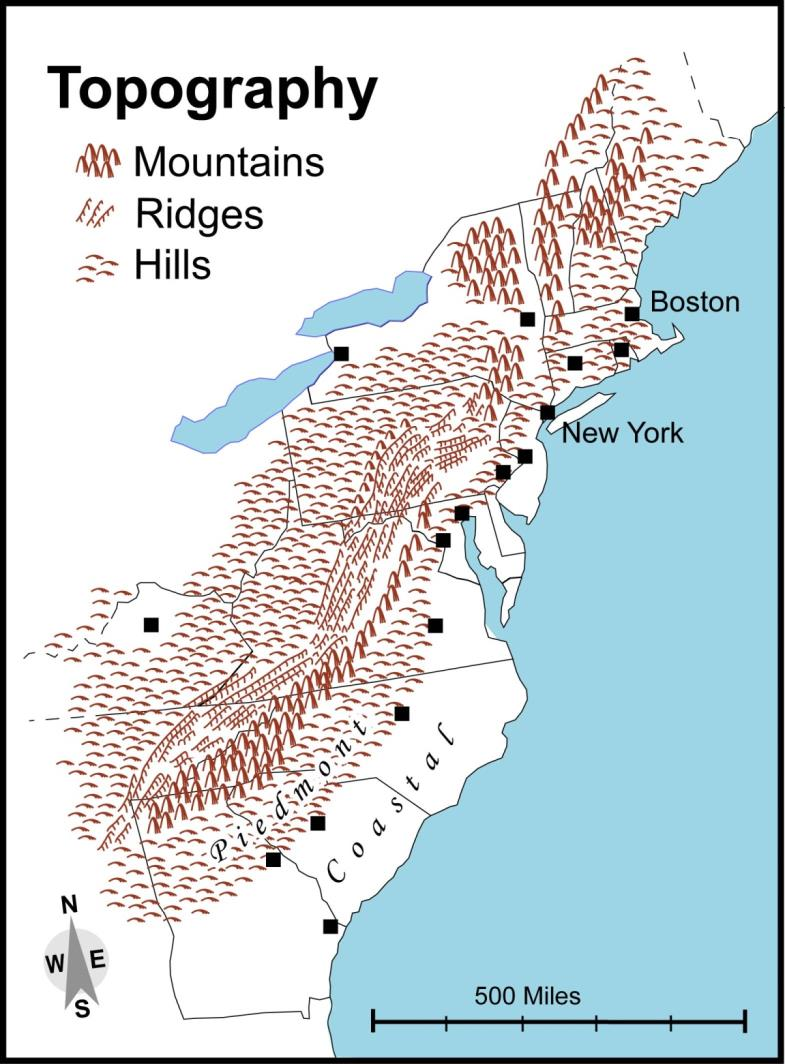 Topography
Mountains
Ridges
Hills
Boston
New York
Piedmont
Coastal
N
W E
S
500 Miles